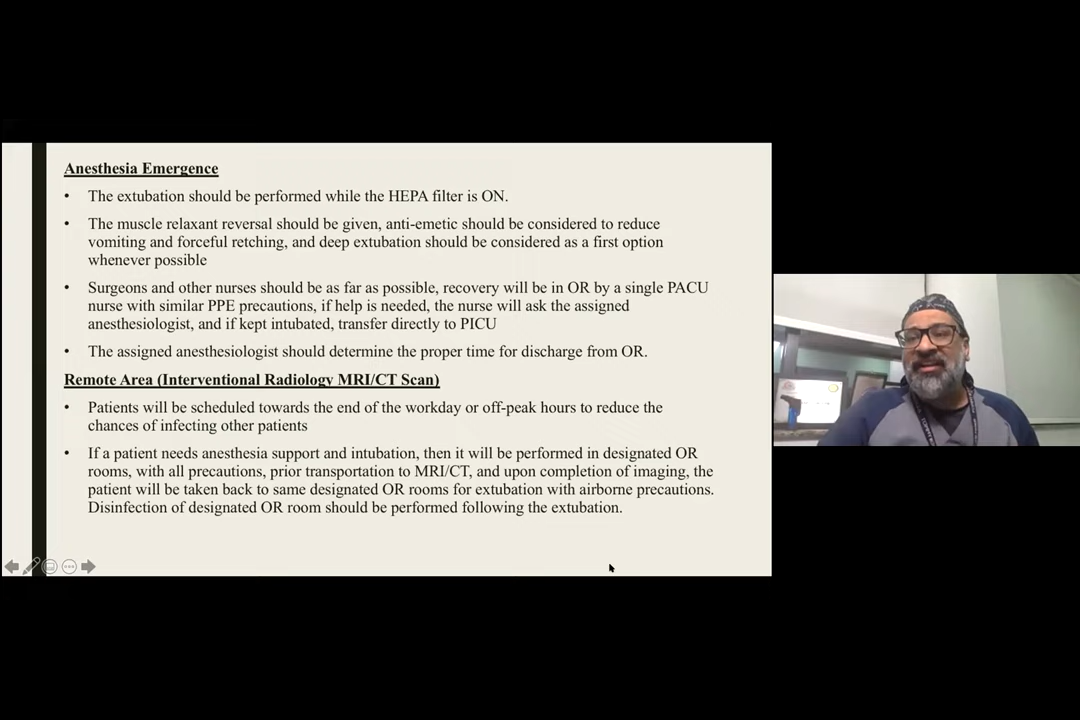 Anesthesia Emergence
• The extubation should be performed while the HEPA filter is ON.
• The muscle relaxant reversal should be given, anti-emetic should be considered to reduce
vomiting and forceful retching, and deep extubation should be considered as a first option
whenever possible
• Surgeons and other nurses should be as far as possible, recovery will be in OR by a single PACU
nurse with similar PPE precautions, if help is needed, the nurse will ask the assigned
anesthesiologist, and if kept intubated, transfer directly to PICU
• The assigned anesthesiologist should determine the proper time for discharge from OR.
Remote Area (Interventional Radiology MRI/CT Scan)
• Patients will be scheduled towards the end of the workday or off-peak hours to reduce the
chances of infecting other patients
• If a patient needs anesthesia support and intubation, then it will be performed in designated OR
rooms, with all precautions, prior transportation to MRI/CT, and upon completion of imaging, the
patient will be taken back to same designated OR rooms for extubation with airborne precautions.
Disinfection of designated OR room should be performed following the extubation.